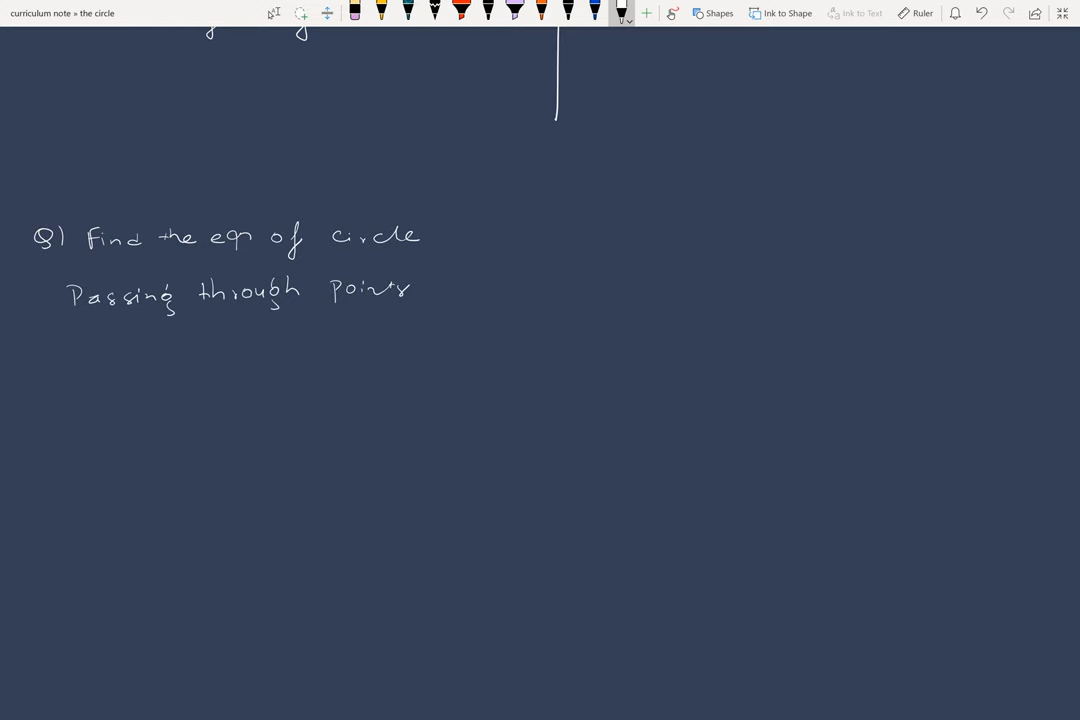 curriculum note » the circle
Shapes
Ink to Shape
Ink to Text
Ruler
Q) Find the eqn of circle
Passing through points